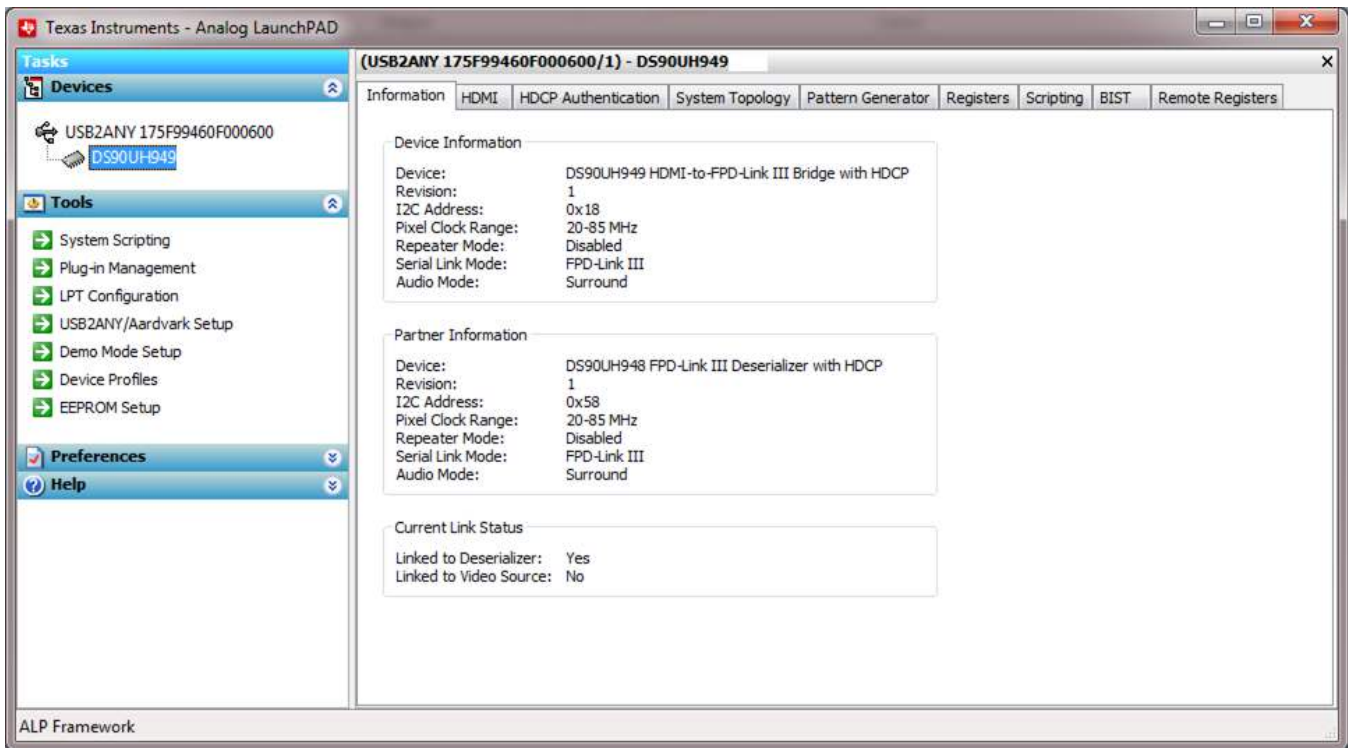 Texas Instruments - Analog LaunchPAD
Tasks
Devices
USB2ANY 175F99460F000600
DS90UH949
Tools
System Scripting
Plug-in Management
LPT Configuration
USB2ANY/Aardvark Setup
Demo Mode Setup
Device Profiles
EEPROM Setup
Preferences
Help
(USB2ANY 175F99460F000600/1) - DS90UH949
Information HDMI HDCP Authentication System Topology Pattern Generator Registers Scripting BIST Remote Registers
Device Information
Device: DS90UH949 HDMI-to-FPD-Link III Bridge with HDCP
Revision: 1
I2C Address: 0x18
Pixel Clock Range: 20-85 MHz
Repeater Mode: Disabled
Serial Link Mode: FPD-Link III
Audio Mode: Surround
Partner Information
Device: DS90UH948 FPD-Link III Deserializer with HDCP
Revision: 1
I2C Address: 0x58
Pixel Clock Range: 20-85 MHz
Repeater Mode: Disabled
Serial Link Mode: FPD-Link III
Audio Mode: Surround
Current Link Status
Linked to Deserializer: Yes
Linked to Video Source: No
ALP Framework